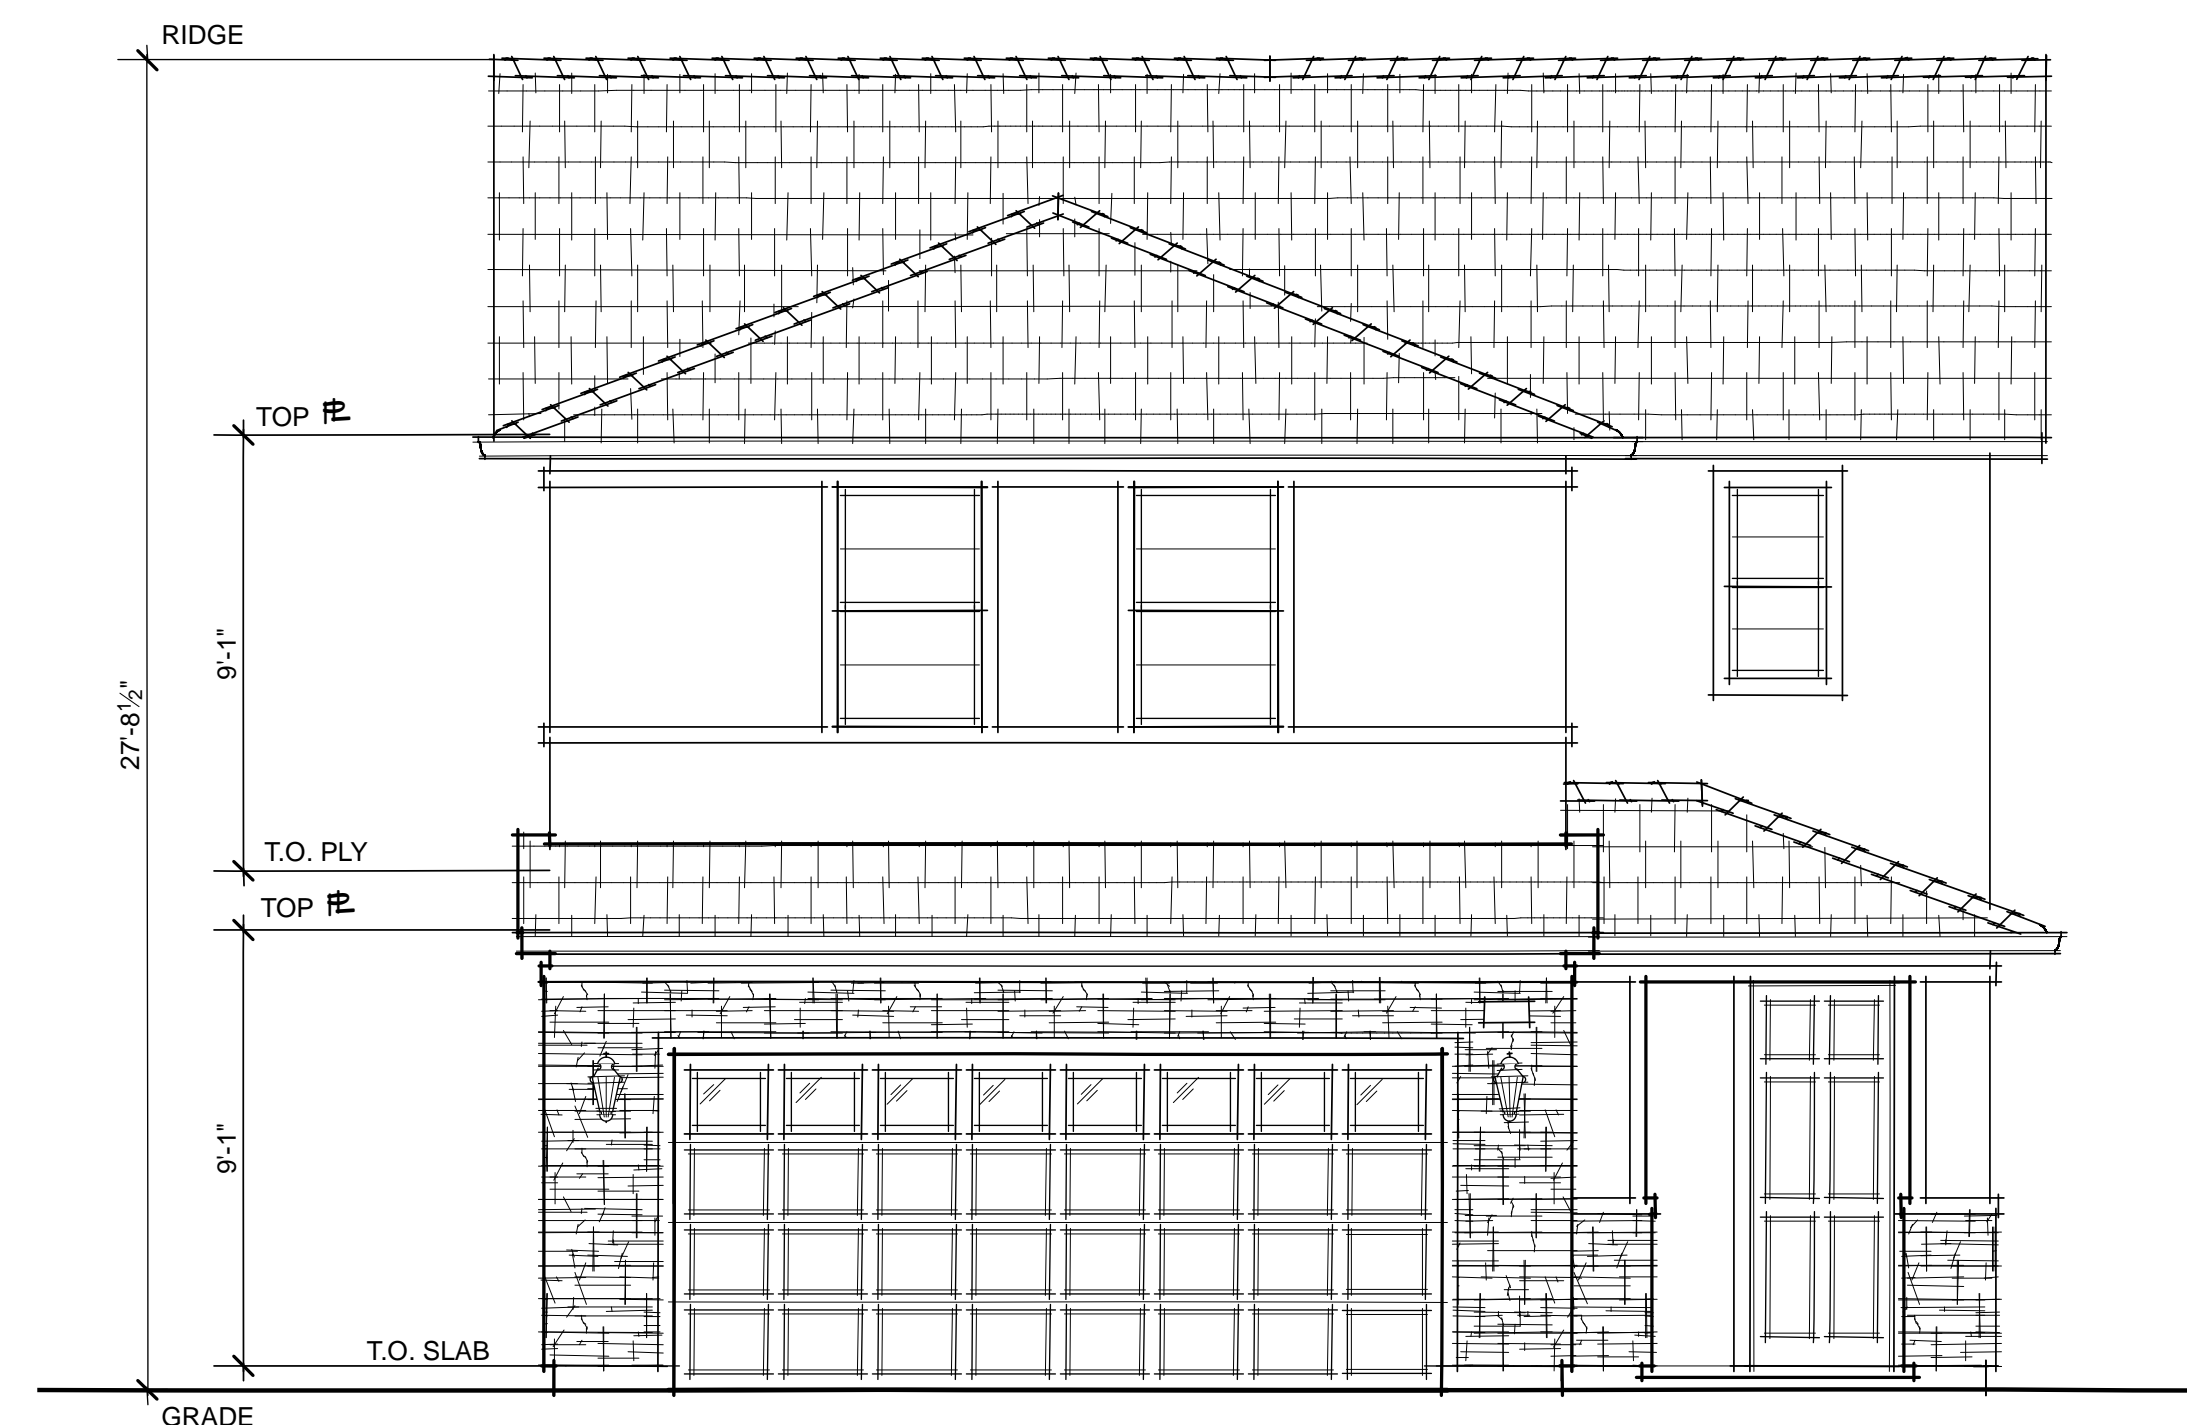 RIDGE
TOP PL
9'-1"
27'-8½"
T.O. PLY
TOP PL
9'-1"
T.O. SLAB
GRADE